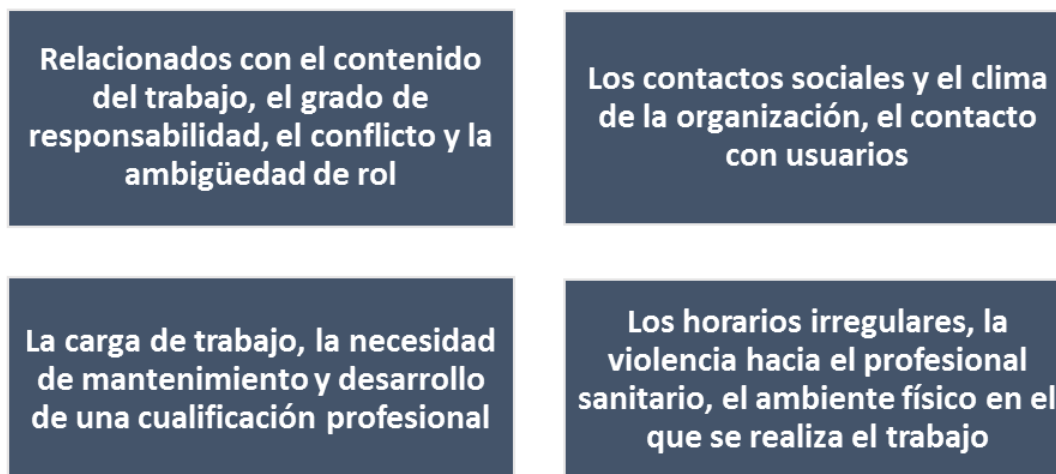 Relacionados con el contenido
del trabajo, el grado de
responsabilidad, el conflicto y la
ambigüedad de rol
Los contactos sociales y el clima
de la organización, el contacto
con usuarios
La carga de trabajo, la necesidad
de mantenimiento y desarrollo
de una cualificación profesional
Los horarios irregulares, la
violencia hacia el profesional
sanitario, el ambiente físico en el
que se realiza el trabajo